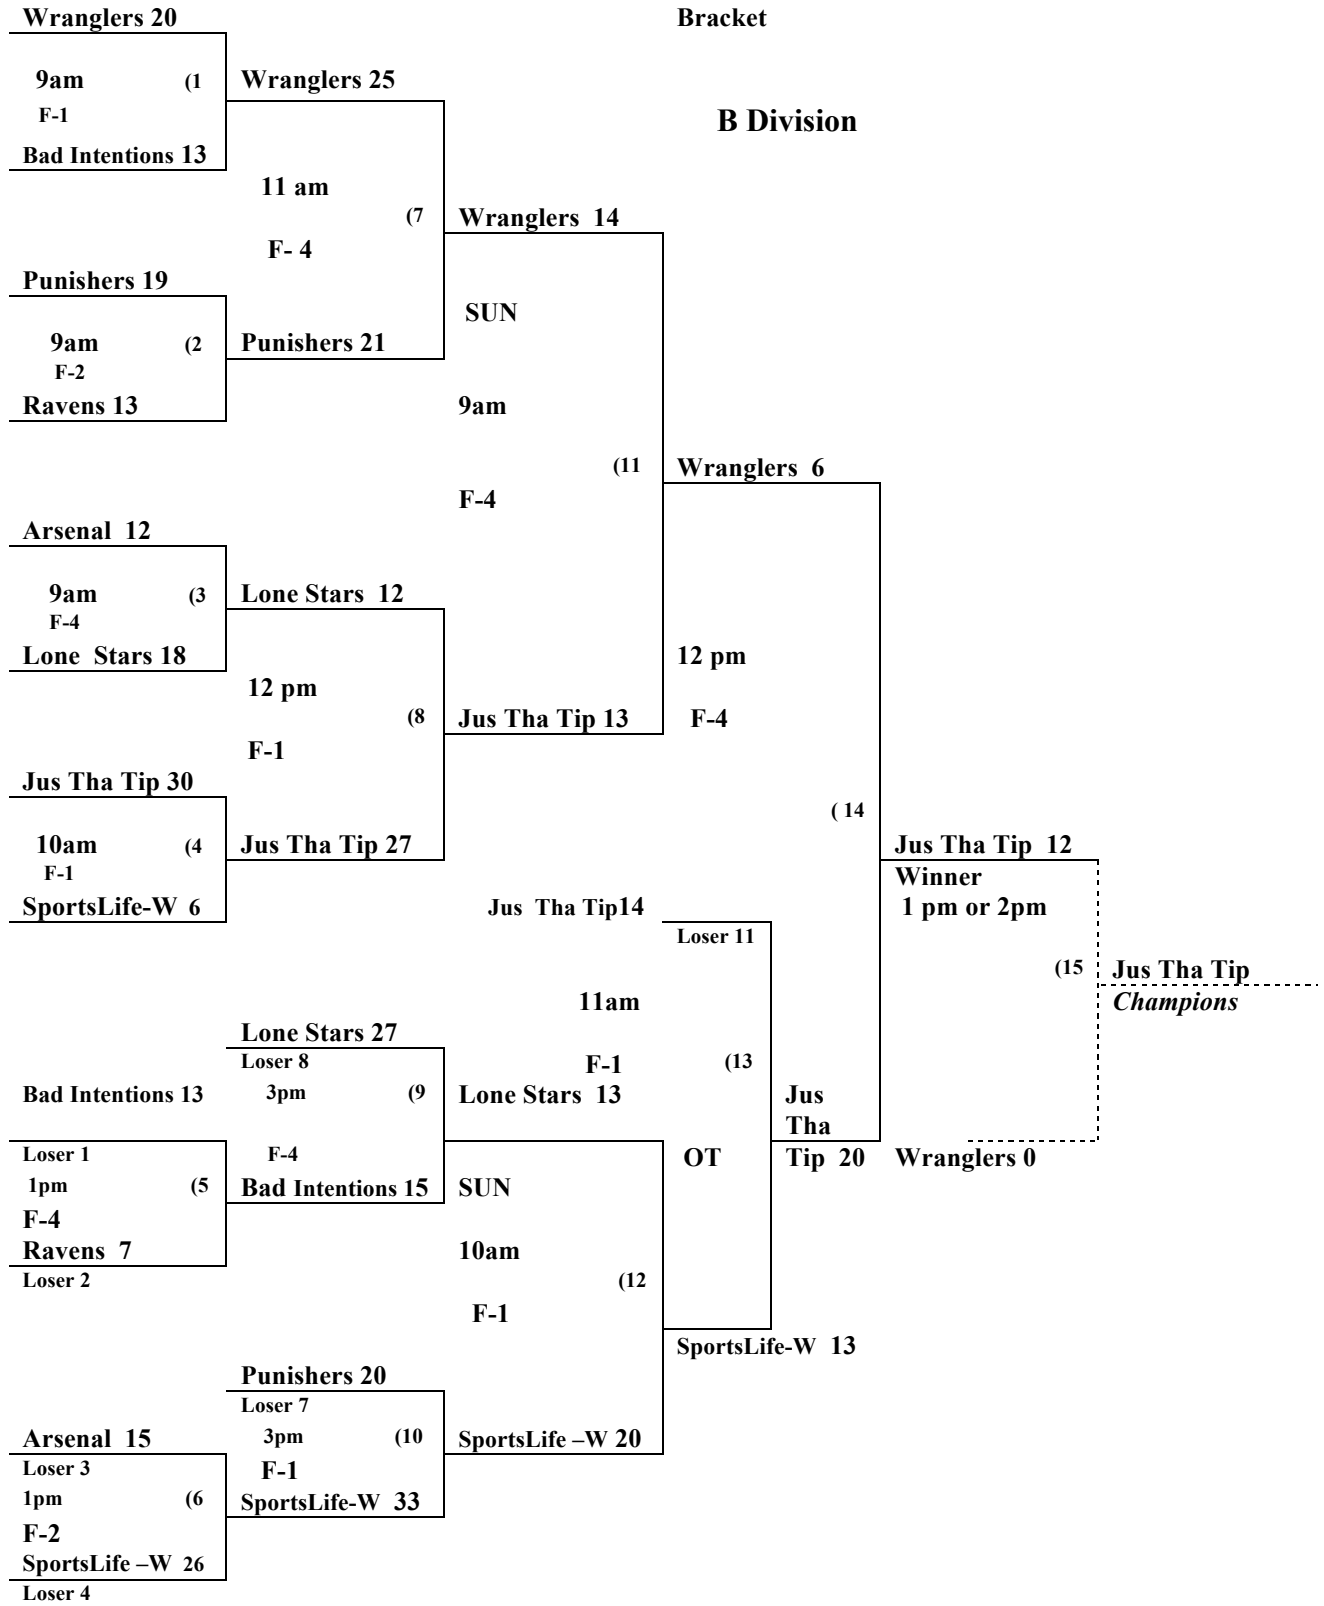 Bracket
B Division
Wranglers 20
9am (1
F-1
Bad Intentions 13
Punishers 19
9am (2
F-2
Ravens 13
Arsenal 12
9am (3
F-4
Lone Stars 18
Jus Tha Tip 30
10am (4
F-1
SportsLife-W 6
Bad Intentions 13
Loser 1
1pm (5
F-4
Ravens 7
Loser 2
Arsenal 15
Loser 3
1pm (6
F-2
SportsLife –W 26
Loser 4
Wranglers 25
11 am
(7
F- 4
Punishers 21
Lone Stars 12
12 pm
(8
F-1
Jus Tha Tip 27
Lone Stars 27
Loser 8
3pm (9
F-4
Bad Intentions 15
Punishers 20
Loser 7
3pm (10
F-1
SportsLife-W 33
Wranglers 14
SUN
9am
(11
F-4
Jus Tha Tip 13
Lone Stars 13
SUN
10am
(12
F-1
SportsLife –W 20
Jus Tha Tip14
Loser 11
11am
F-1 (13
OT
SportsLife-W 13
Wranglers 6
12 pm
F-4
( 14
Jus
Tha
Tip 20
Jus Tha Tip 12
Winner
1 pm or 2pm
(15
Wranglers 0
Jus Tha Tip
Champions